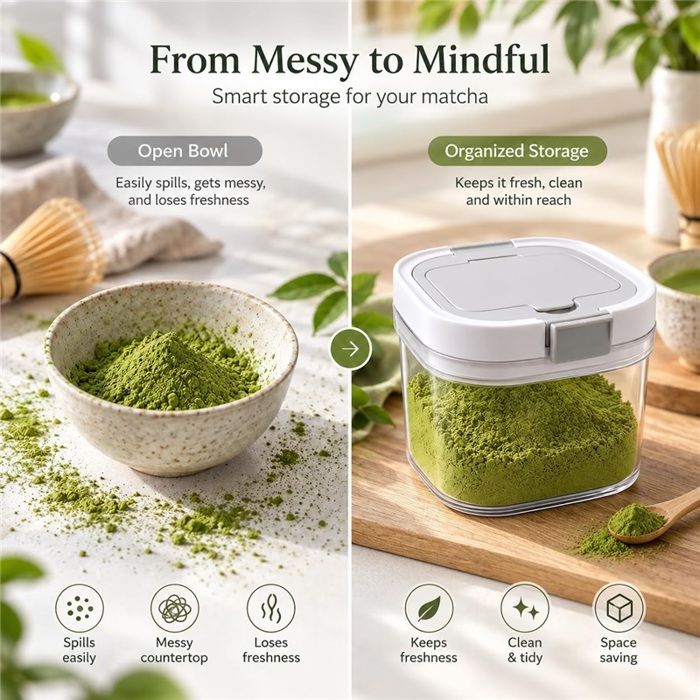 From Messy to Mindful
Smart storage for your matcha
Open Bowl
Easily spills, gets messy,
and loses freshness
Organized Storage
Keeps it fresh, clean
and within reach
Spills
easily
Messy
countertop
Loses
freshness
Keeps
freshness
Clean
& tidy
Space
saving